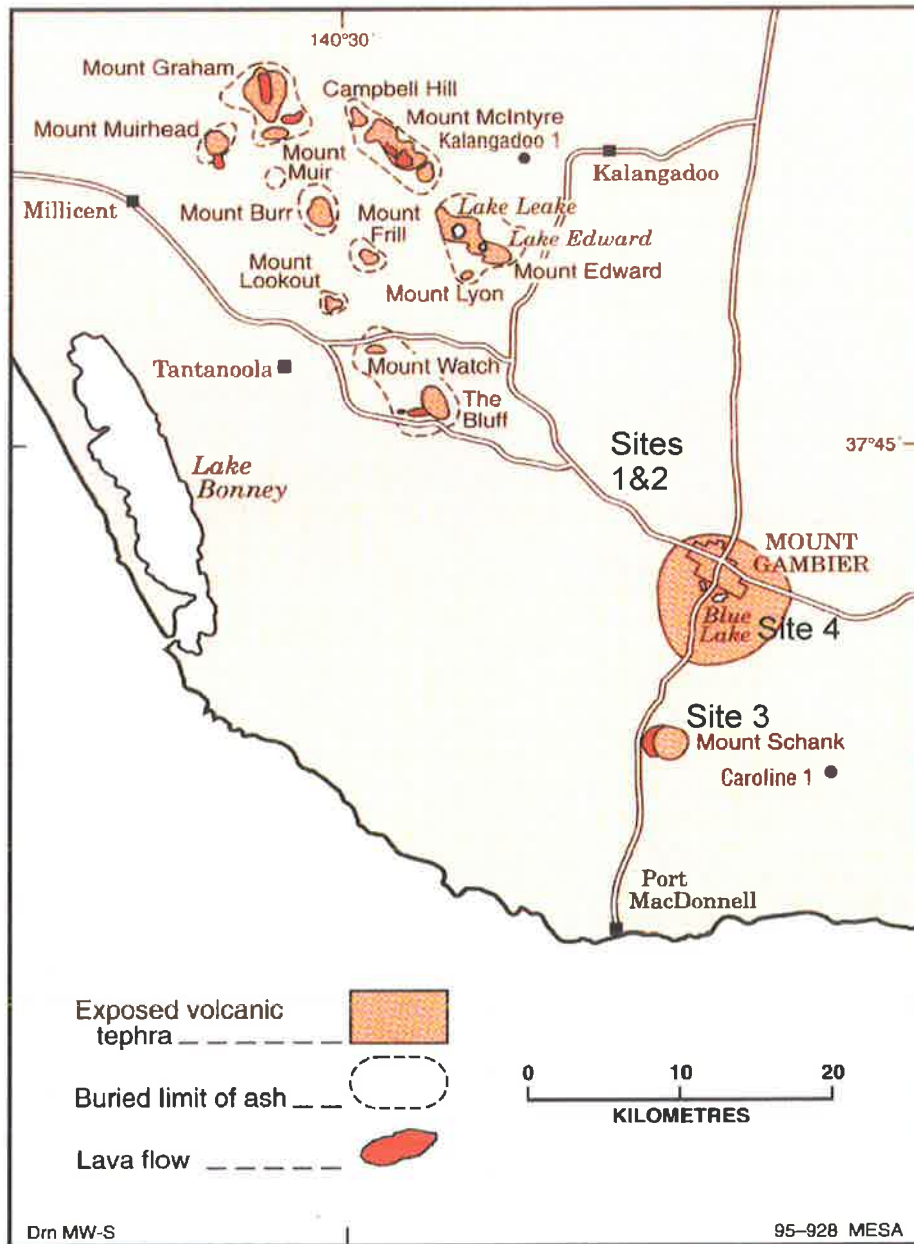 140°30
Mount Graham
Campbell Hill
Mount McIntyre
Mount Muirhead
Kalangadoo 1
Mount
Muir
Kalangadoo
Millicent
Mount Burr
Mount
Frill
Lake Leake
Lake Edward
Mount
Lookout
Mount Edward
Mount Lyon
Tantanoola
Mount Watch
The
Bluff
Sites
1&2
37°45
Lake
Bonney
MOUNT
GAMBIER
Blue
Lake
Site 4
Site 3
Mount Schank
Caroline 1
Port
MacDonnell
Exposed volcanic
tephra
Buried limit of ash
Lava flow
0 10 20
KILOMETRES
Drn MW-S
95–928 MESA